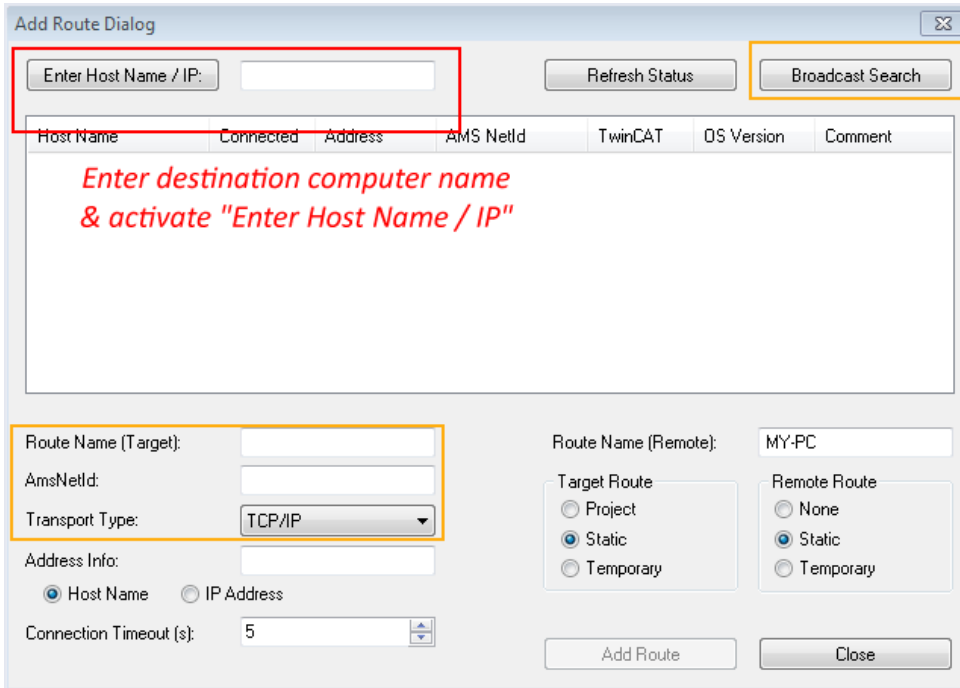 Add Route Dialog
Enter Host Name / IP: Refresh Status Broadcast Search
Host Name Connected Address AMS NetId TwinCAT OS Version Comment
Enter destination computer name
& activate "Enter Host Name / IP"
Route Name (Target): Route Name (Remote): MY-PC
AmsNetId: Target Route Remote Route
Transport Type: TCP/IP Project None
Static Static
Address Info: Temporary Temporary
Host Name IP Address
Connection Timeout (s): 5
Add Route Close